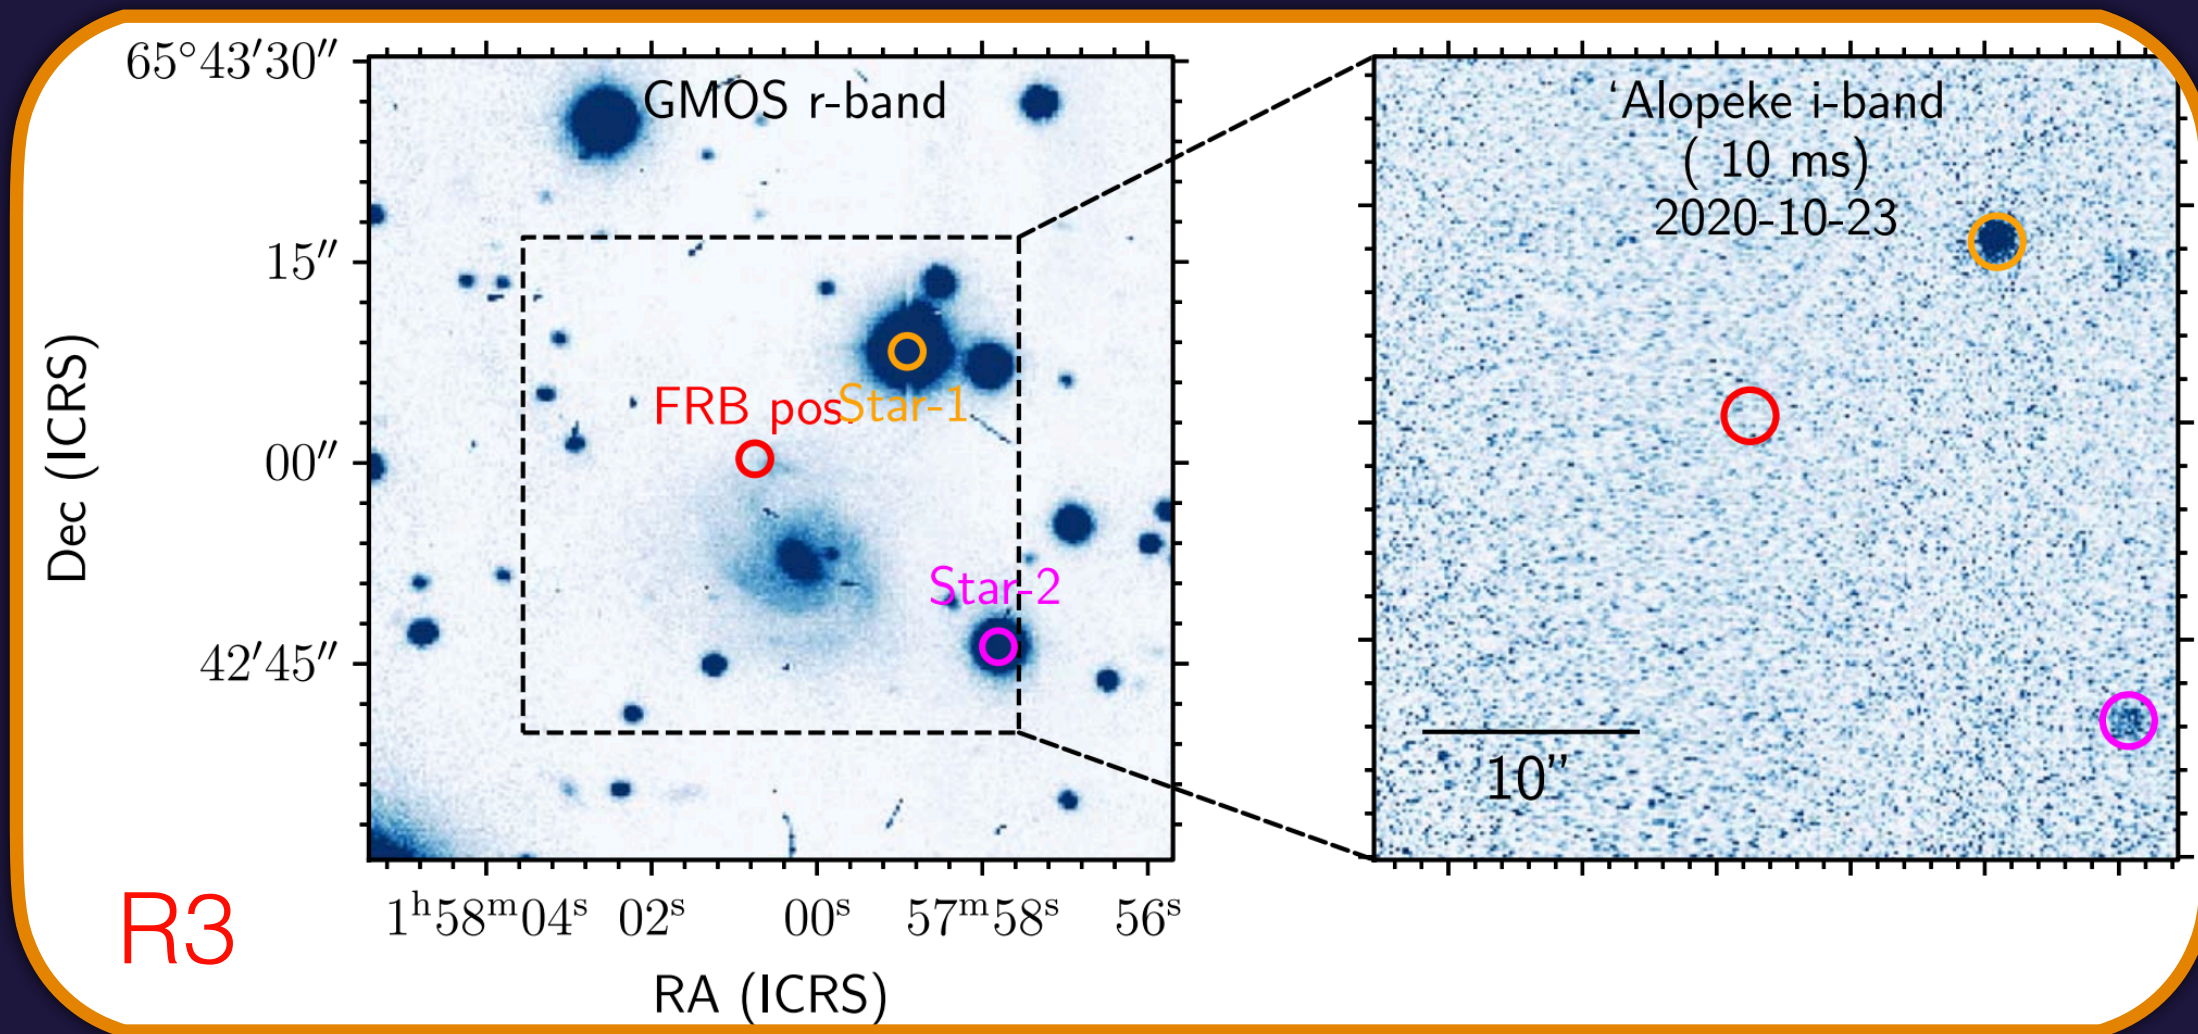 65°43′30″
15″
00″
42′45″
Dec (ICRS)
GMOS r-band
FRB pos.
Star-1
Star-2
1ʰ58ᵐ04ˢ 02ˢ 00ˢ 57ᵐ58ˢ 56ˢ
RA (ICRS)
R3
‘Alopeke i-band
( 10 ms)
2020-10-23
10”